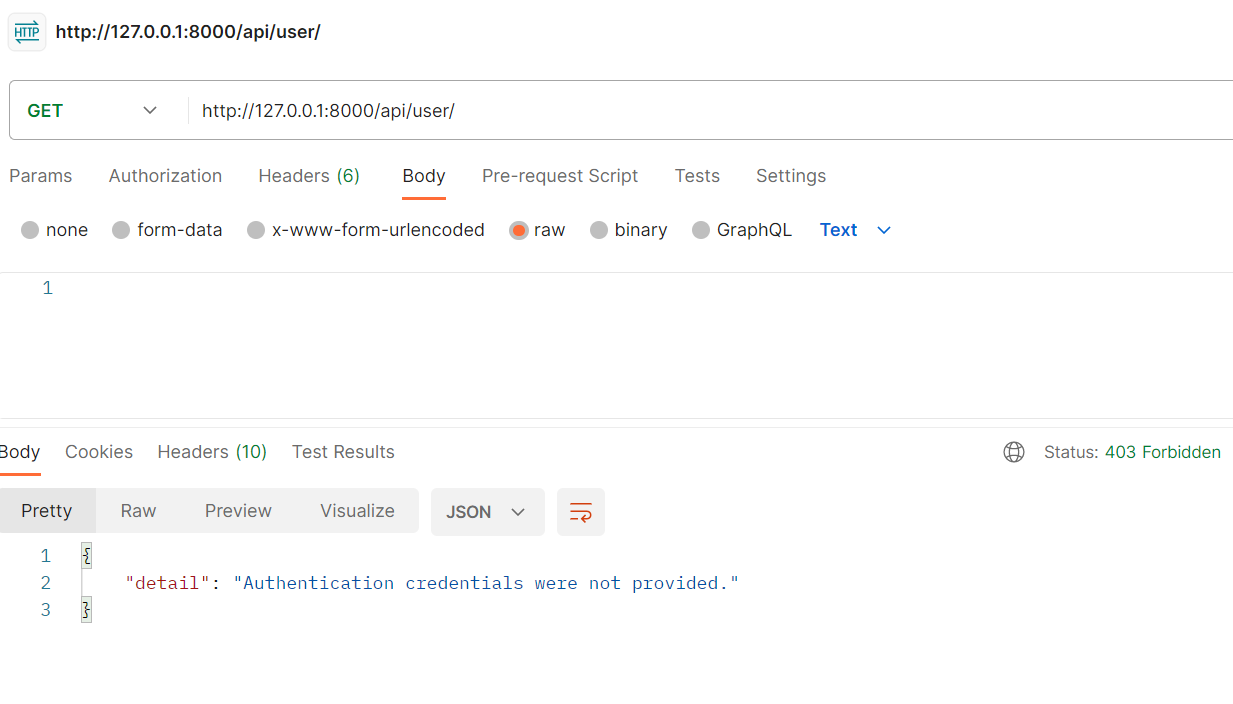 HTTP http://127.0.0.1:8000/api/user/
GET http://127.0.0.1:8000/api/user/
Params Authorization Headers (6) Body Pre-request Script Tests Settings
none form-data x-www-form-urlencoded raw binary GraphQL Text
1
Body Cookies Headers (10) Test Results Status: 403 Forbidden
Pretty Raw Preview Visualize JSON
1 {
2 "detail": "Authentication credentials were not provided."
3 }